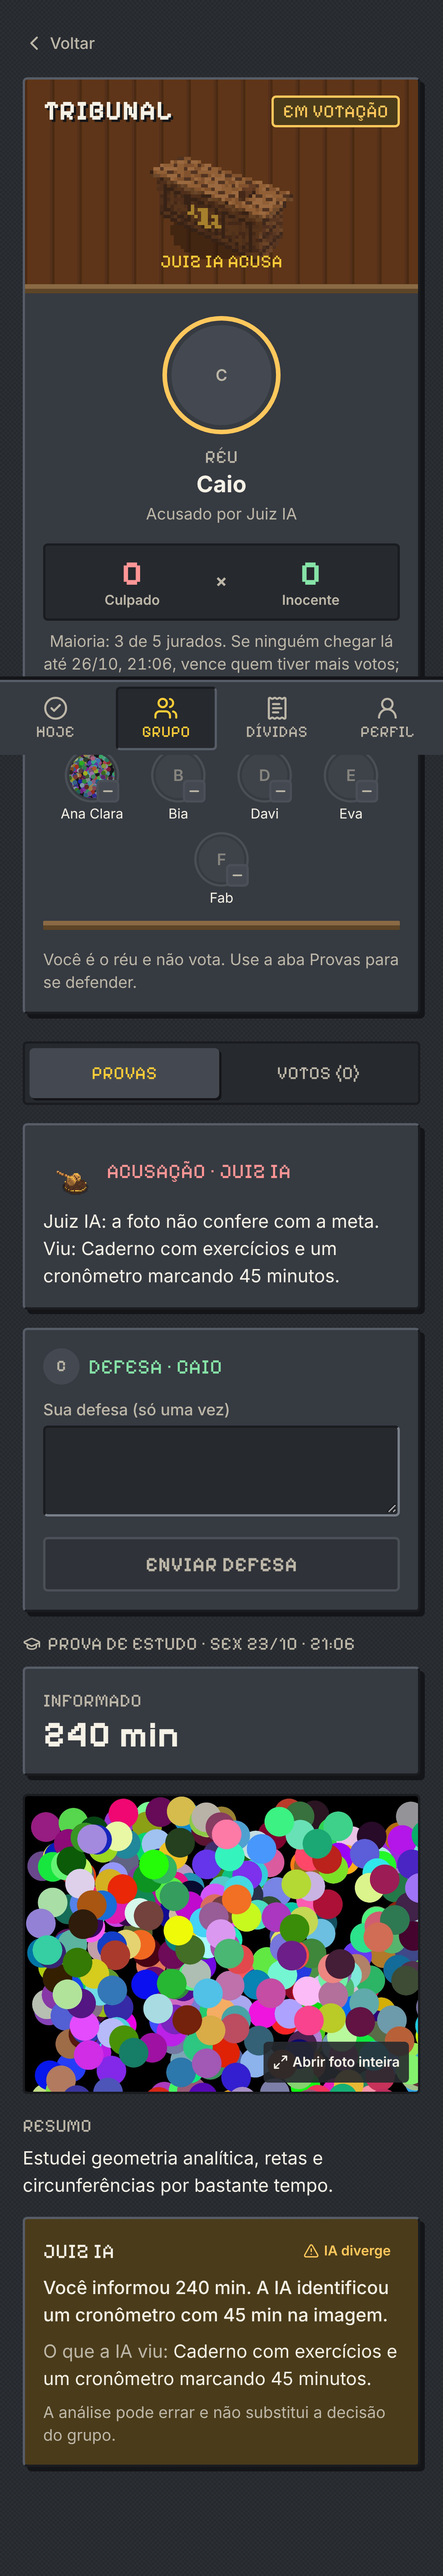 Voltar
TRIBUNAL
EM VOTAÇÃO
JUIZ IA ACUSA
C
RÉU
Caio
Acusado por Juiz IA
0 × 0
Culpado Inocente
Maioria: 3 de 5 jurados. Se ninguém chegar lá
até 26/10, 21:06, vence quem tiver mais votos;
HOJE GRUPO DÍVIDAS PERFIL
B D E
Ana Clara Bia Davi Eva
F
Fab
Você é o réu e não vota. Use a aba Provas para
se defender.
PROVAS VOTOS (0)
ACUSAÇÃO · JUIZ IA
Juiz IA: a foto não confere com a meta.
Viu: Caderno com exercícios e um
cronômetro marcando 45 minutos.
C DEFESA · CAIO
Sua defesa (só uma vez)
ENVIAR DEFESA
PROVA DE ESTUDO · SEX 23/10 · 21:06
INFORMADO
240 min
Abrir foto inteira
RESUMO
Estudei geometria analítica, retas e
circunferências por bastante tempo.
JUIZ IA IA diverge
Você informou 240 min. A IA identificou
um cronômetro com 45 min na imagem.
O que a IA viu: Caderno com exercícios e
um cronômetro marcando 45 minutos.
A análise pode errar e não substitui a decisão
do grupo.